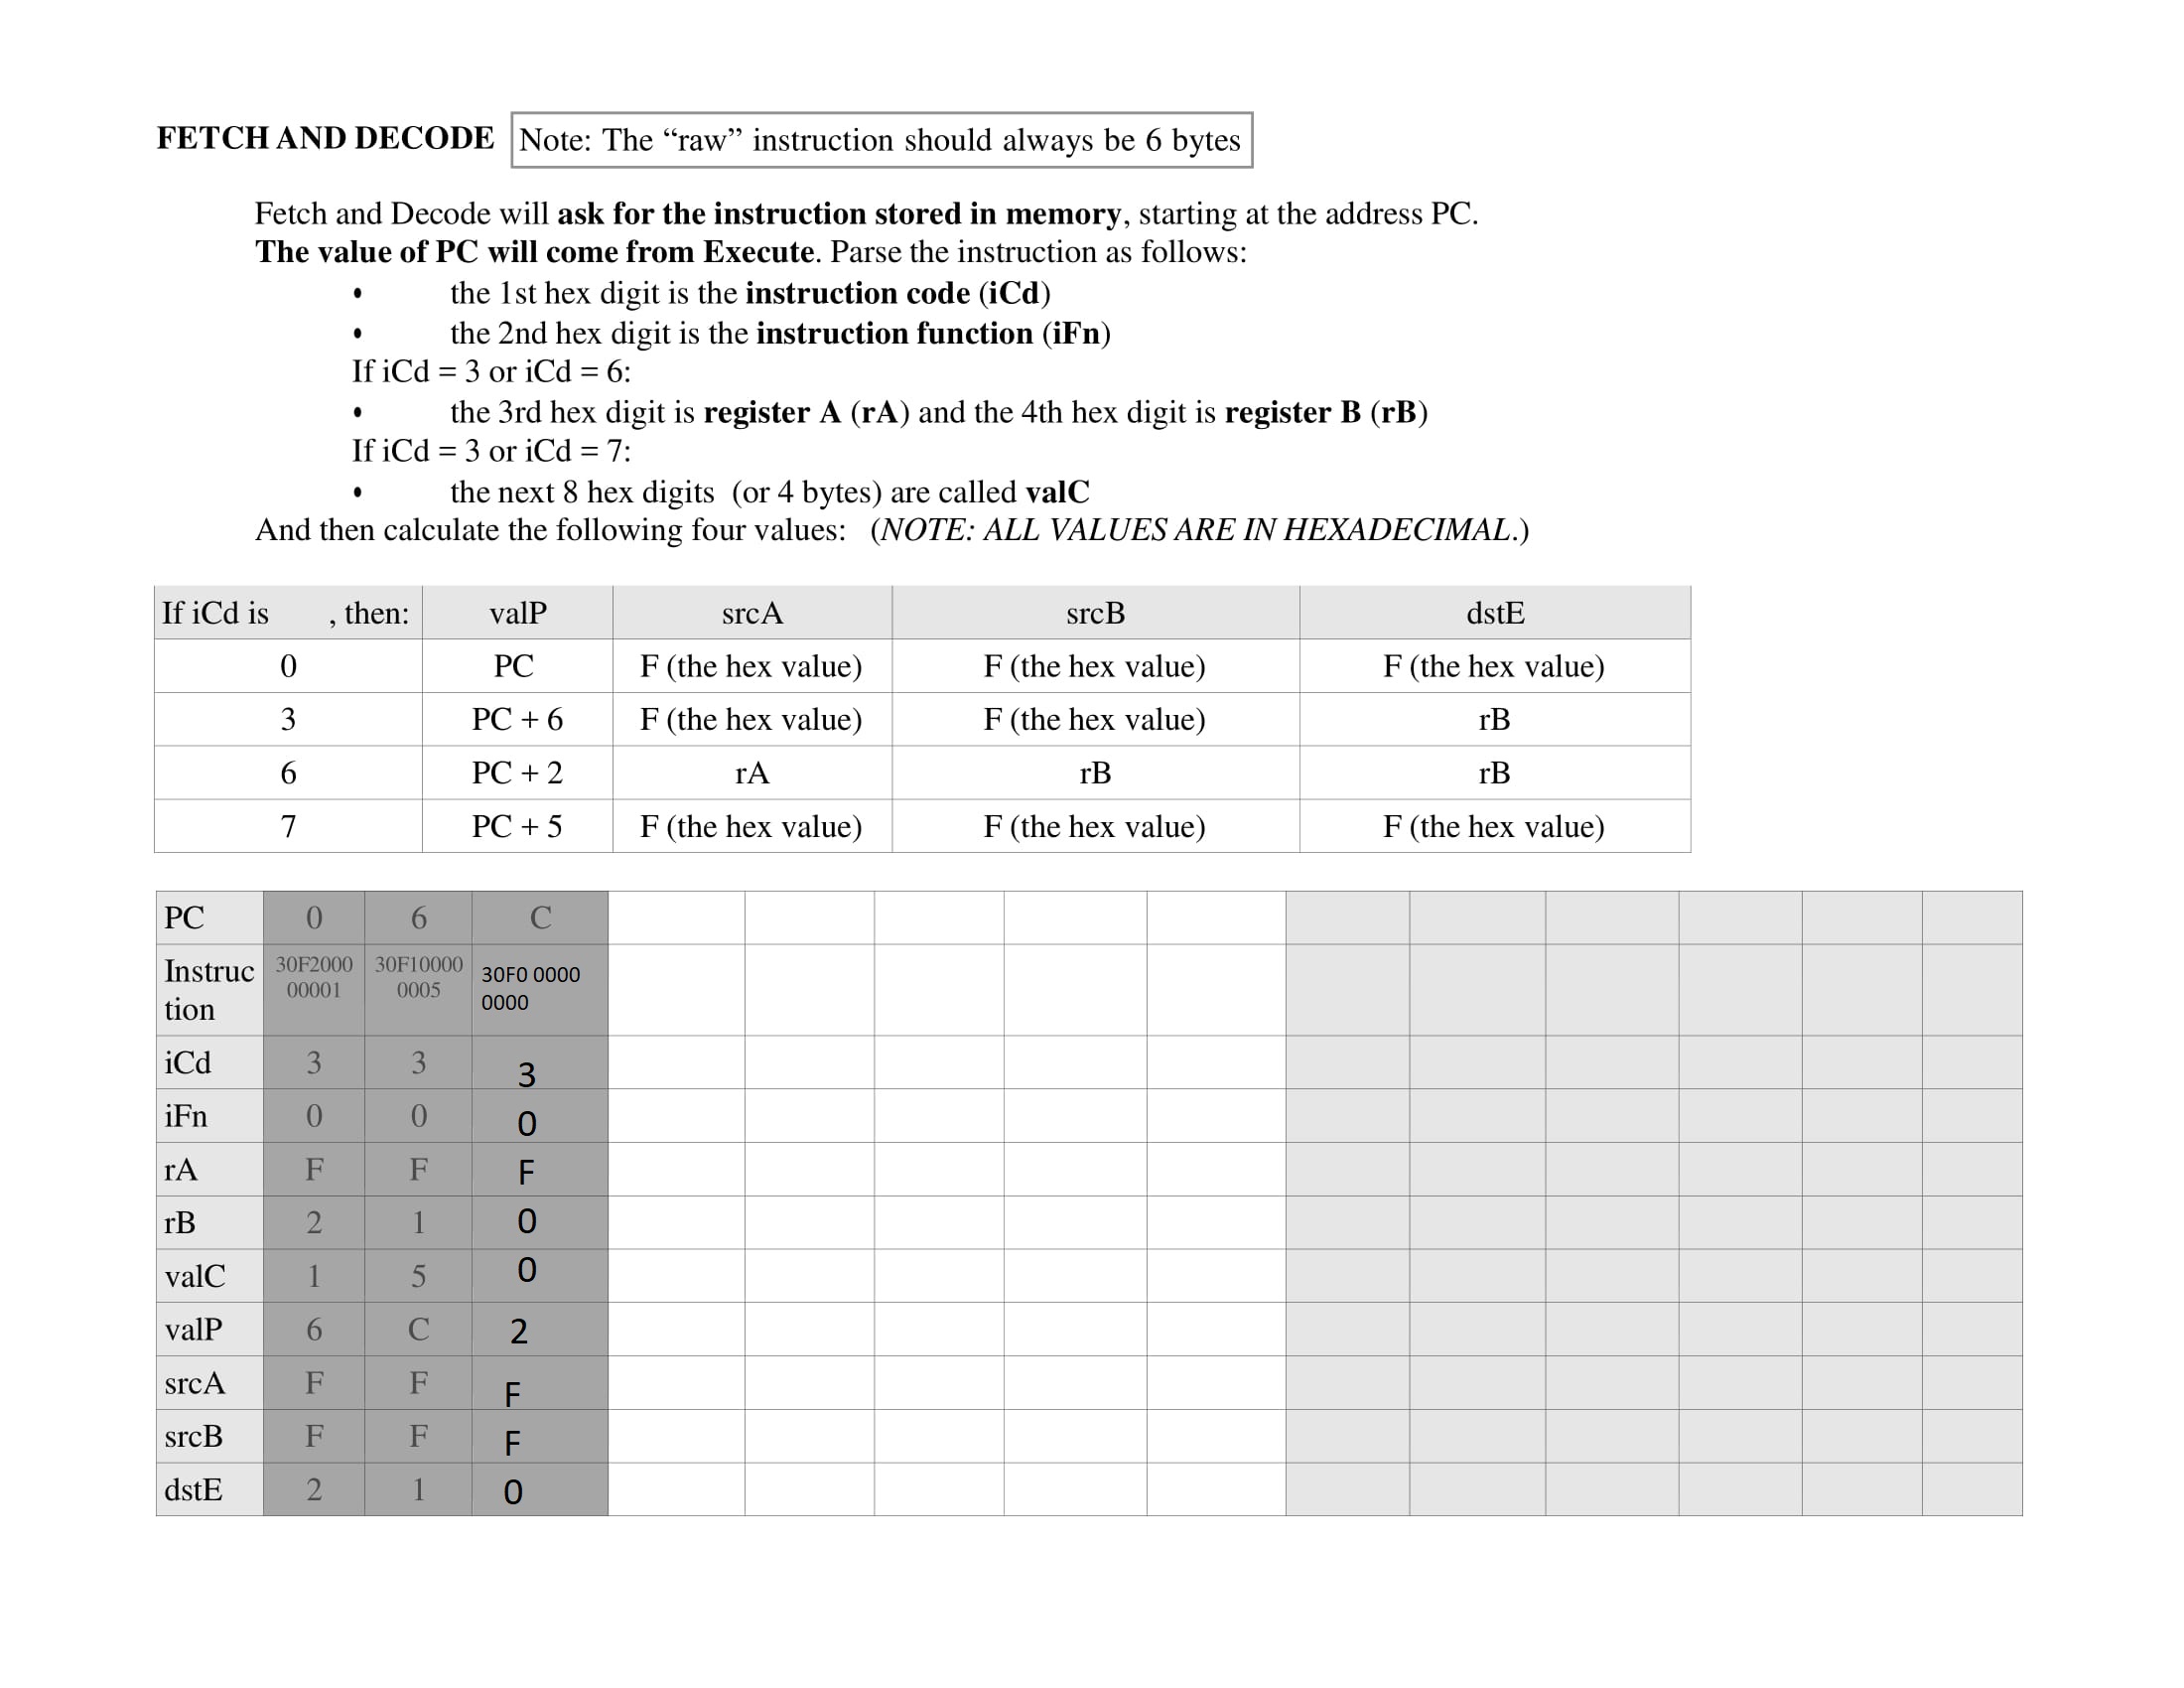 FETCH AND DECODE Note: The “raw” instruction should always be 6 bytes
Fetch and Decode will ask for the instruction stored in memory, starting at the address PC.
The value of PC will come from Execute. Parse the instruction as follows:
• the 1st hex digit is the instruction code (iCd)
• the 2nd hex digit is the instruction function (iFn)
If iCd = 3 or iCd = 6:
• the 3rd hex digit is register A (rA) and the 4th hex digit is register B (rB)
If iCd = 3 or iCd = 7:
• the next 8 hex digits (or 4 bytes) are called valC
And then calculate the following four values: (NOTE: ALL VALUES ARE IN HEXADECIMAL.)
If iCd is , then: valP srcA srcB dstE
0 PC F (the hex value) F (the hex value) F (the hex value)
3 PC + 6 F (the hex value) F (the hex value) rB
6 PC + 2 rA rB rB
7 PC + 5 F (the hex value) F (the hex value) F (the hex value)
PC 0 6 C
Instruc 30F2000 30F10000 30F0 0000
tion 00001 0005 0000
iCd 3 3 3
iFn 0 0 0
rA F F F
rB 2 1 0
valC 1 5 0
valP 6 C 2
srcA F F F
srcB F F F
dstE 2 1 0